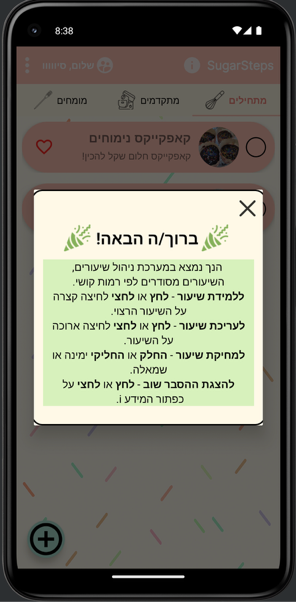 8:38
SugarSteps
שלום, סיוווון
מתחילים
מתקדמים
מומחים
קאפקייקס נימוחים
קאפקייקס חלום שקל להכין!
ברוך/ה הבאה!
הנך נמצא במערכת ניהול שיעורים,
השיעורים מסודרים לפי רמות קושי.
ללמידת שיעור - לחץ או לחצי לחיצה קצרה
על השיעור הרצוי.
לעריכת שיעור - לחץ או לחצי לחיצה ארוכה
על השיעור.
למחיקת שיעור - החלק או החליקי ימינה או
שמאלה.
להצגת ההסבר שוב - לחץ או לחצי על
כפתור המידע i.